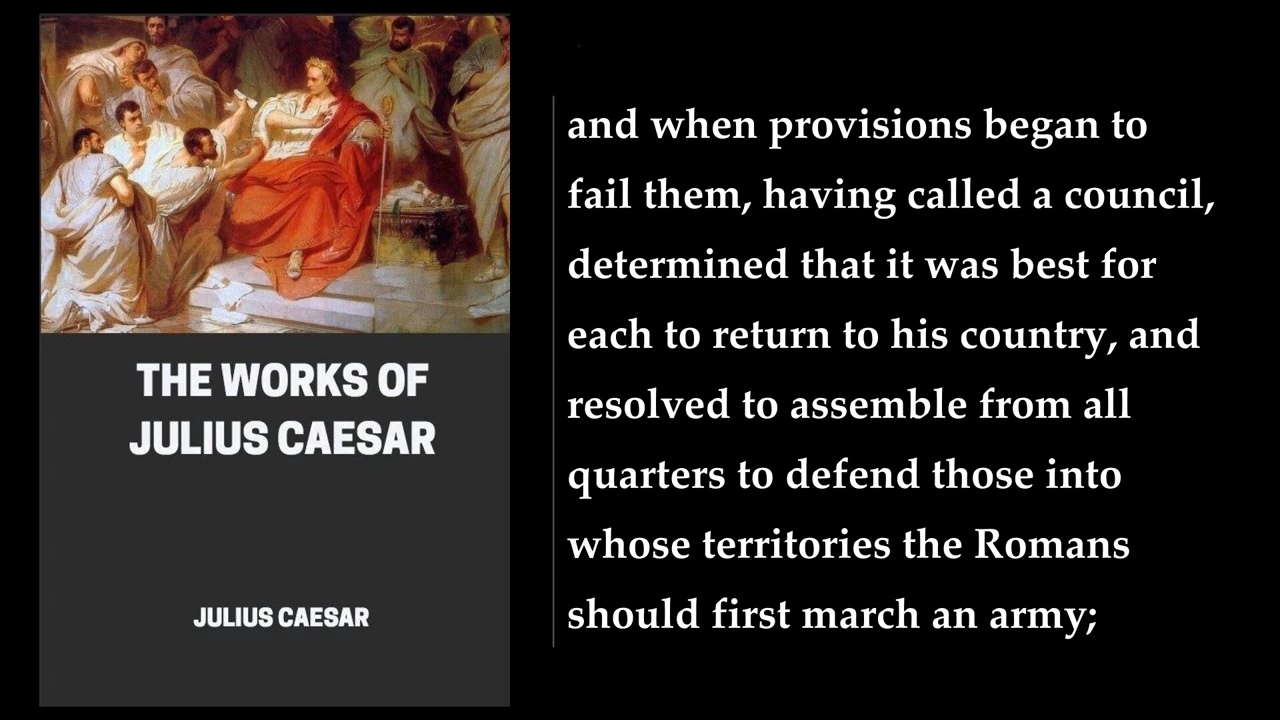 THE WORKS OF
JULIUS CAESAR
JULIUS CAESAR
and when provisions began to
fail them, having called a council,
determined that it was best for
each to return to his country, and
resolved to assemble from all
quarters to defend those into
whose territories the Romans
should first march an army;